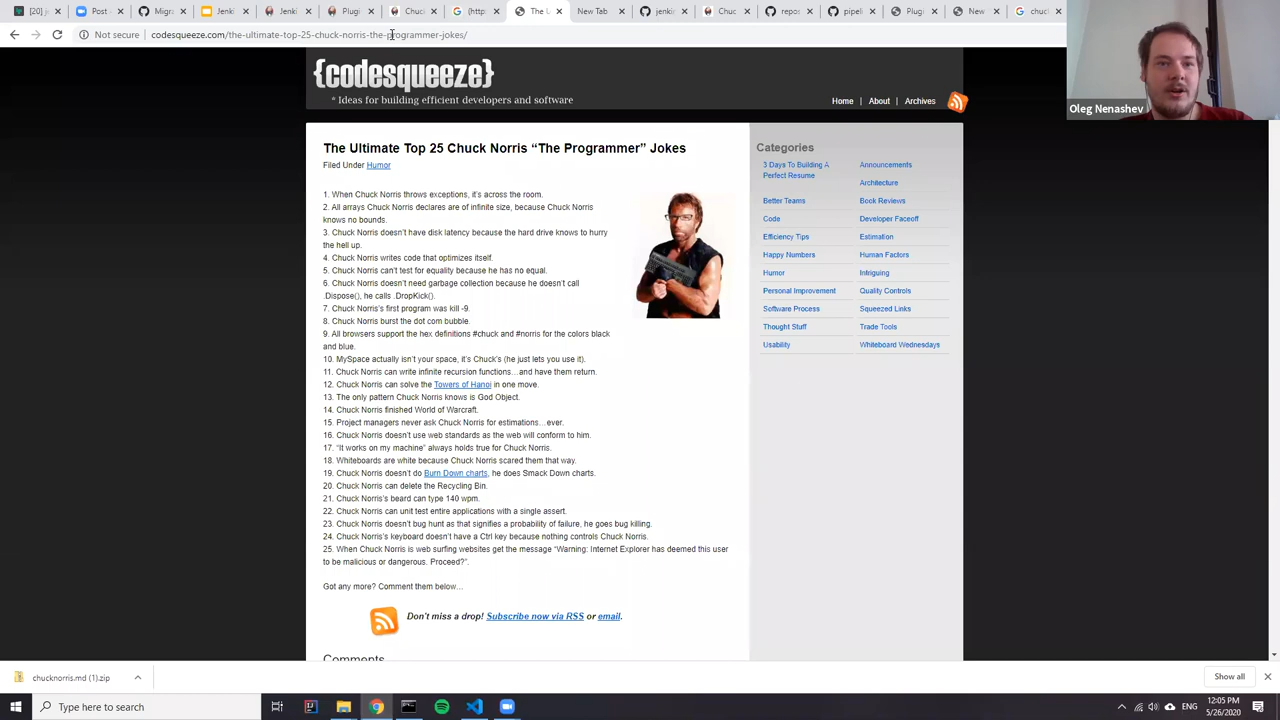 [20] j
Post
Migra
Jenki
Jenki
Plugi
Chuc
(http:
The U
New Tab
jenkir
Chuc
repos
pipel
Plugi
New
chucl
Not secure
codesqueeze.com/the-ultimate-top-25-chuck-norris-the-programmer-jokes/
Oleg Nenashev
{codesqueeze}
* Ideas for building efficient developers and software
Home | About | Archives
The Ultimate Top 25 Chuck Norris “The Programmer” Jokes
Filed Under Humor
1. When Chuck Norris throws exceptions, it’s across the room.
2. All arrays Chuck Norris declares are of infinite size, because Chuck Norris
knows no bounds.
3. Chuck Norris doesn’t have disk latency because the hard drive knows to hurry
the hell up.
4. Chuck Norris writes code that optimizes itself.
5. Chuck Norris can’t test for equality because he has no equal.
6. Chuck Norris doesn’t need garbage collection because he doesn’t call
.Dispose(), he calls .DropKick().
7. Chuck Norris’s first program was kill -9.
8. Chuck Norris burst the dot com bubble.
9. All browsers support the hex definitions #chuck and #norris for the colors black
and blue.
10. MySpace actually isn’t your space, it’s Chuck’s (he just lets you use it).
11. Chuck Norris can write infinite recursion functions…and have them return.
12. Chuck Norris can solve the Towers of Hanoi in one move.
13. The only pattern Chuck Norris knows is God Object.
14. Chuck Norris finished World of Warcraft.
15. Project managers never ask Chuck Norris for estimations…ever.
16. Chuck Norris doesn’t use web standards as the web will conform to him.
17. “It works on my machine” always holds true for Chuck Norris.
18. Whiteboards are white because Chuck Norris scared them that way.
19. Chuck Norris doesn’t do Burn Down charts, he does Smack Down charts.
20. Chuck Norris can delete the Recycling Bin.
21. Chuck Norris’s beard can type 140 wpm.
22. Chuck Norris can unit test entire applications with a single assert.
23. Chuck Norris doesn’t bug hunt as that signifies a probability of failure, he goes bug killing.
24. Chuck Norris’s keyboard doesn’t have a Ctrl key because nothing controls Chuck Norris.
25. When Chuck Norris is web surfing websites get the message “Warning: Internet Explorer has deemed this user
to be malicious or dangerous. Proceed?”.
Got any more? Comment them below…
Don’t miss a drop! Subscribe now via RSS or email.
Comments
Categories
3 Days To Building A
Perfect Resume
Announcements
Architecture
Better Teams
Book Reviews
Code
Developer Faceoff
Efficiency Tips
Estimation
Happy Numbers
Human Factors
Humor
Intriguing
Personal Improvement
Quality Controls
Software Process
Squeezed Links
Thought Stuff
Trade Tools
Usability
Whiteboard Wednesdays
chucknorris.md (1).zip
Show all
Type here to search
ENG
12:05 PM
5/26/2020